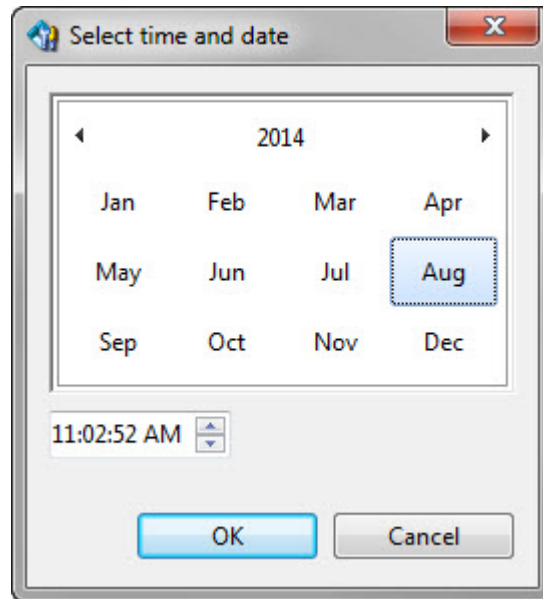 Select time and date
2014
Jan Feb Mar Apr
May Jun Jul Aug
Sep Oct Nov Dec
11:02:52 AM
OK Cancel